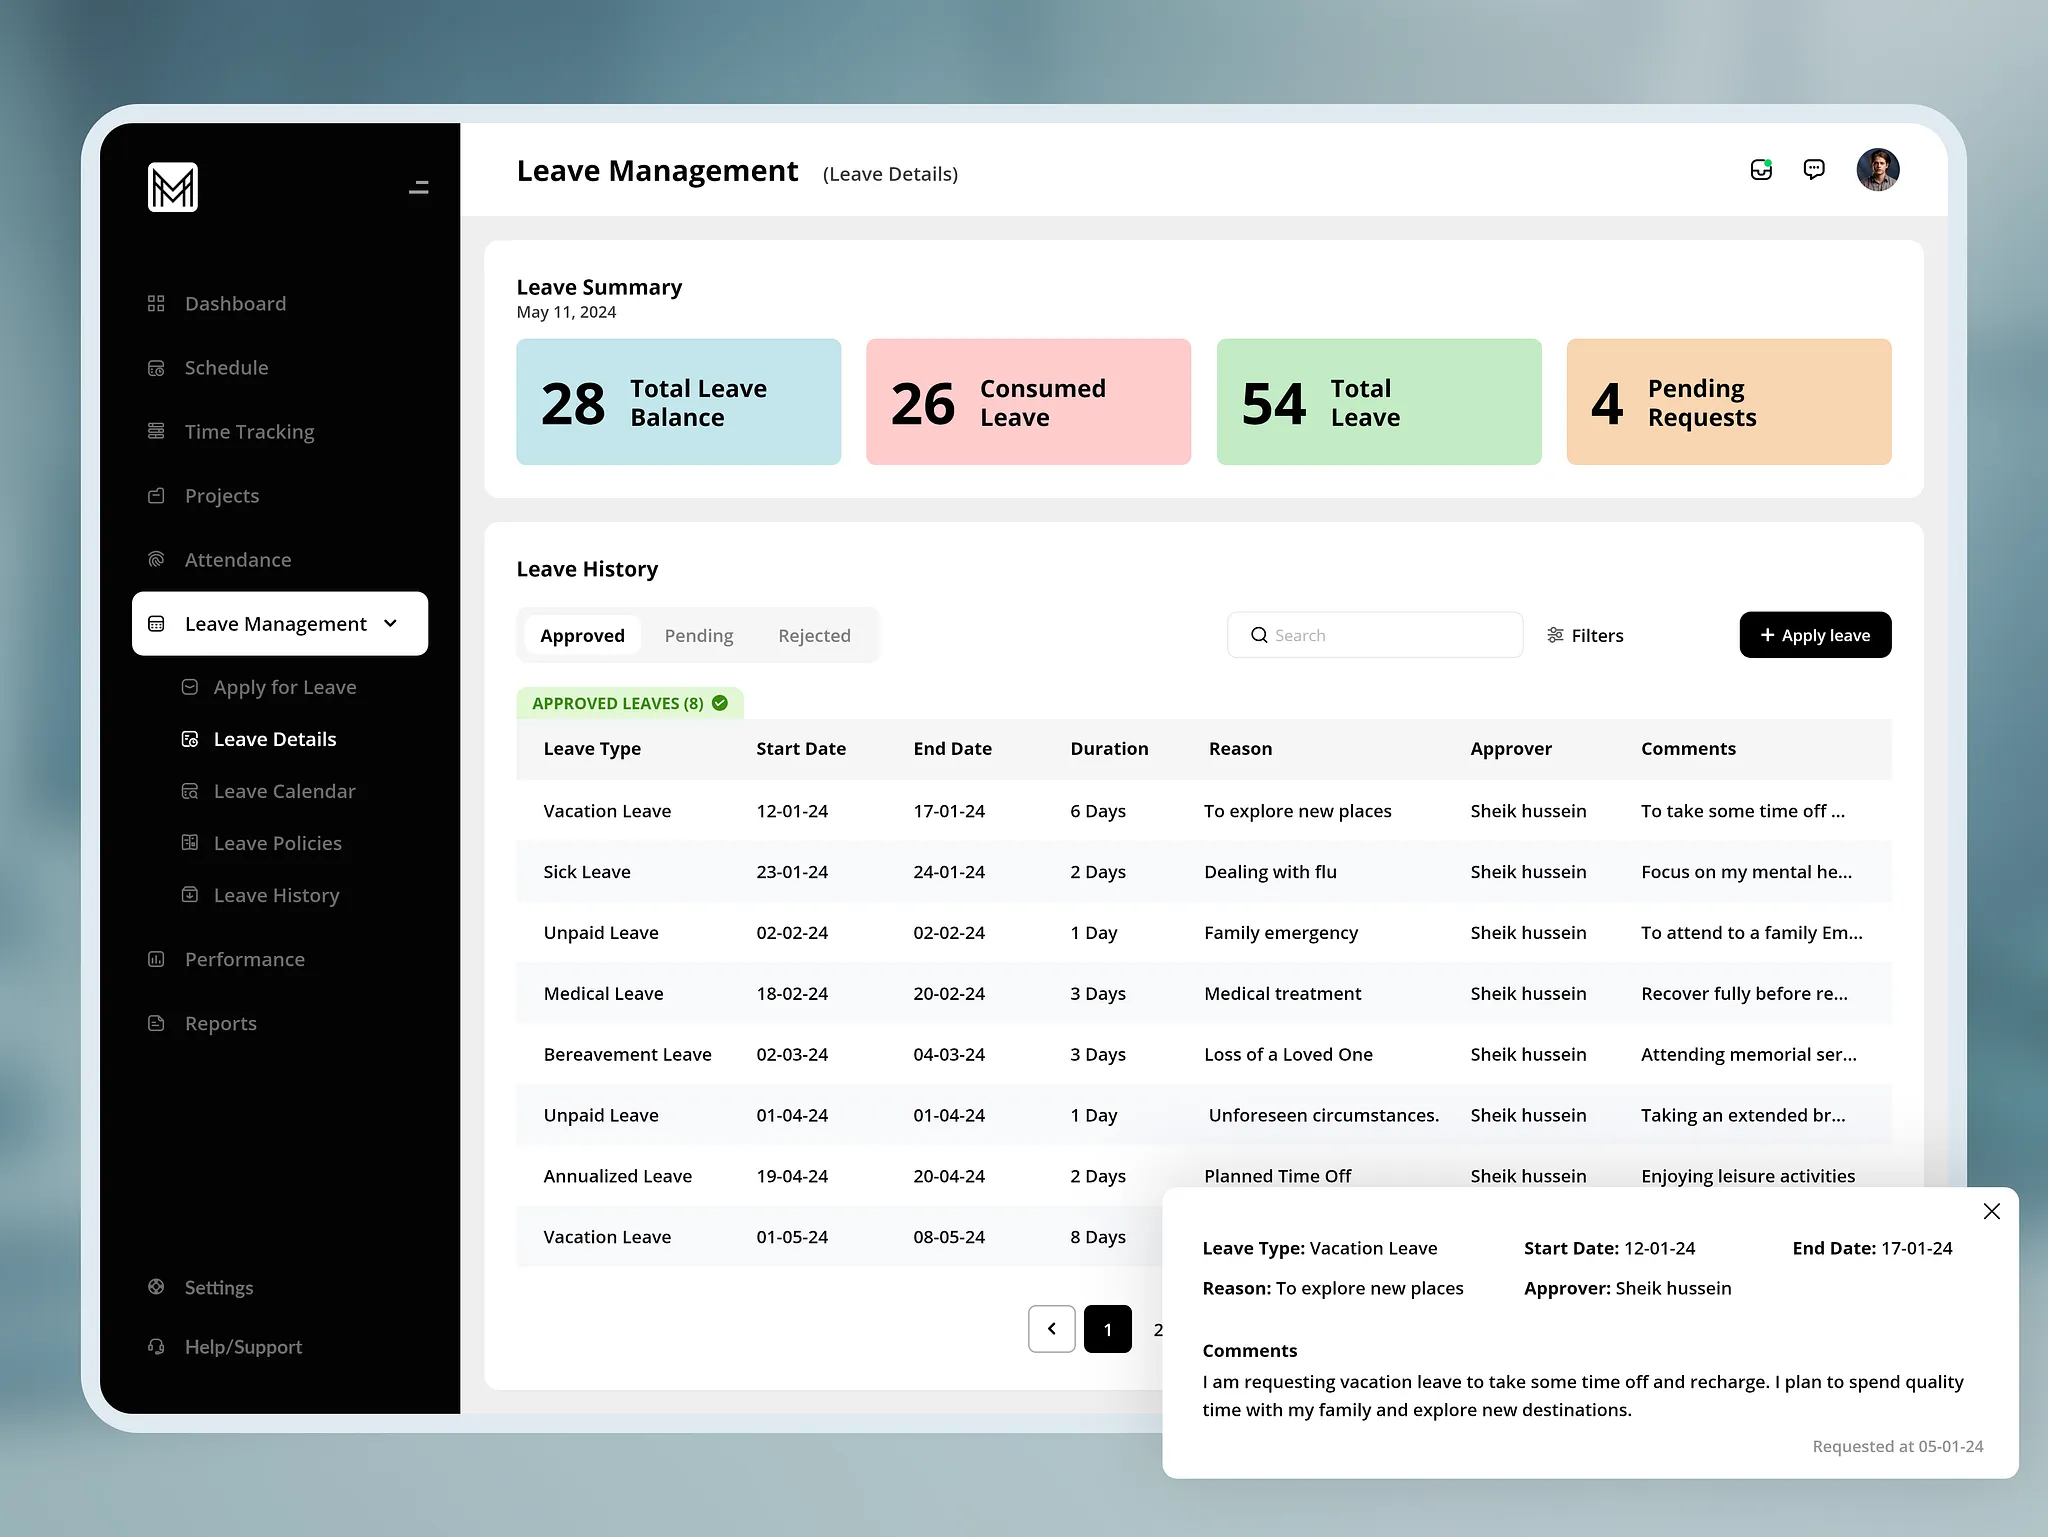 Leave Management (Leave Details)
Dashboard
Schedule
Time Tracking
Projects
Attendance
Leave Management
Apply for Leave
Leave Details
Leave Calendar
Leave Policies
Leave History
Performance
Reports
Settings
Help/Support
Leave Summary
May 11, 2024
28 Total Leave Balance
26 Consumed Leave
54 Total Leave
4 Pending Requests
Leave History
Approved Pending Rejected Search Filters + Apply leave
APPROVED LEAVES (8)
Leave Type Start Date End Date Duration Reason Approver Comments
Vacation Leave 12-01-24 17-01-24 6 Days To explore new places Sheik hussein To take some time off ...
Sick Leave 23-01-24 24-01-24 2 Days Dealing with flu Sheik hussein Focus on my mental he...
Unpaid Leave 02-02-24 02-02-24 1 Day Family emergency Sheik hussein To attend to a family Em...
Medical Leave 18-02-24 20-02-24 3 Days Medical treatment Sheik hussein Recover fully before re...
Bereavement Leave 02-03-24 04-03-24 3 Days Loss of a Loved One Sheik hussein Attending memorial ser...
Unpaid Leave 01-04-24 01-04-24 1 Day Unforeseen circumstances. Sheik hussein Taking an extended br...
Annualized Leave 19-04-24 20-04-24 2 Days Planned Time Off Sheik hussein Enjoying leisure activities
Vacation Leave 01-05-24 08-05-24 8 Days
1 2
Leave Type: Vacation Leave Start Date: 12-01-24 End Date: 17-01-24
Reason: To explore new places Approver: Sheik hussein
Comments
I am requesting vacation leave to take some time off and recharge. I plan to spend quality
time with my family and explore new destinations.
Requested at 05-01-24